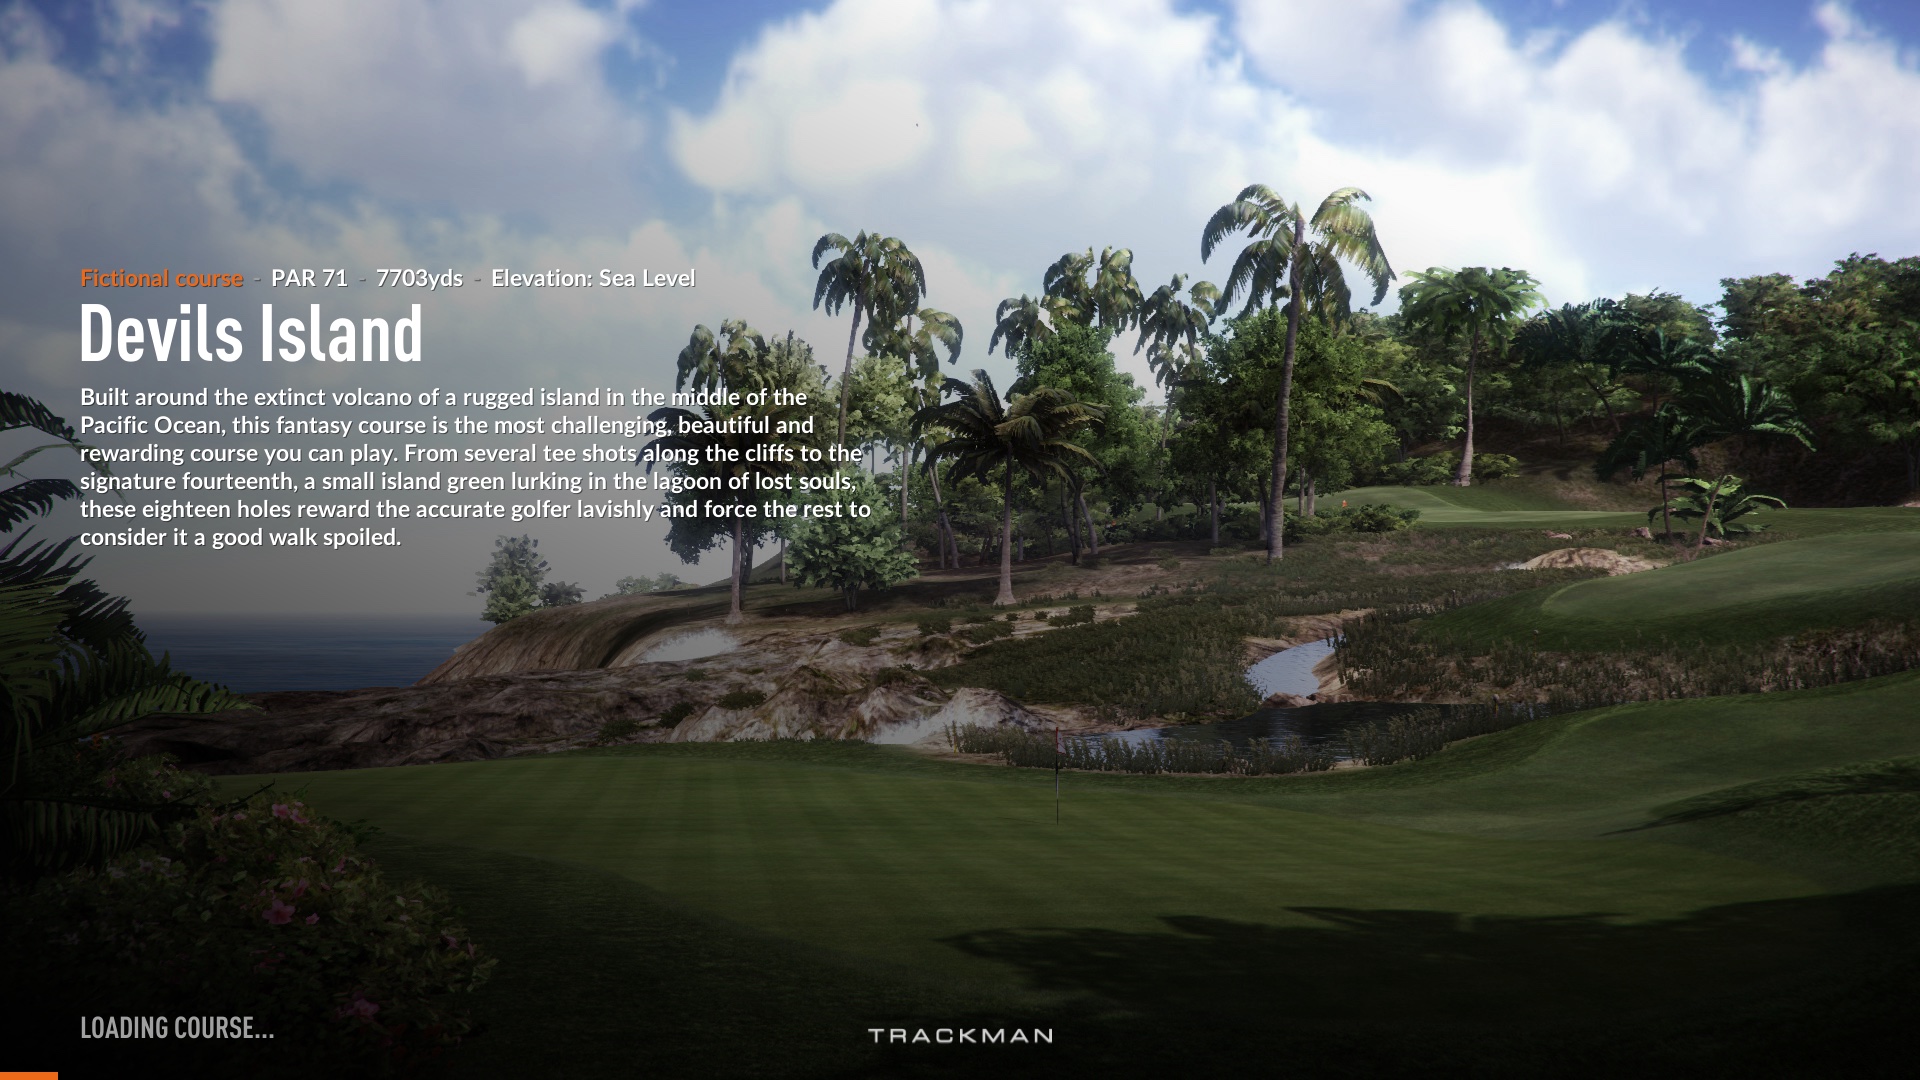 Fictional course - PAR 71 - 7703yds - Elevation: Sea Level
Devils Island
Built around the extinct volcano of a rugged island in the middle of the
Pacific Ocean, this fantasy course is the most challenging, beautiful and
rewarding course you can play. From several tee shots along the cliffs to the
signature fourteenth, a small island green lurking in the lagoon of lost souls,
these eighteen holes reward the accurate golfer lavishly and force the rest to
consider it a good walk spoiled.
LOADING COURSE...
TRACKMAN